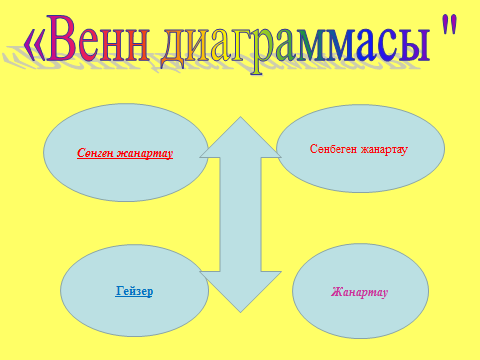 «Венн диаграммасы "
Сөнген жанартау
Сөнбеген жанартау
Гейзер
Жанартау